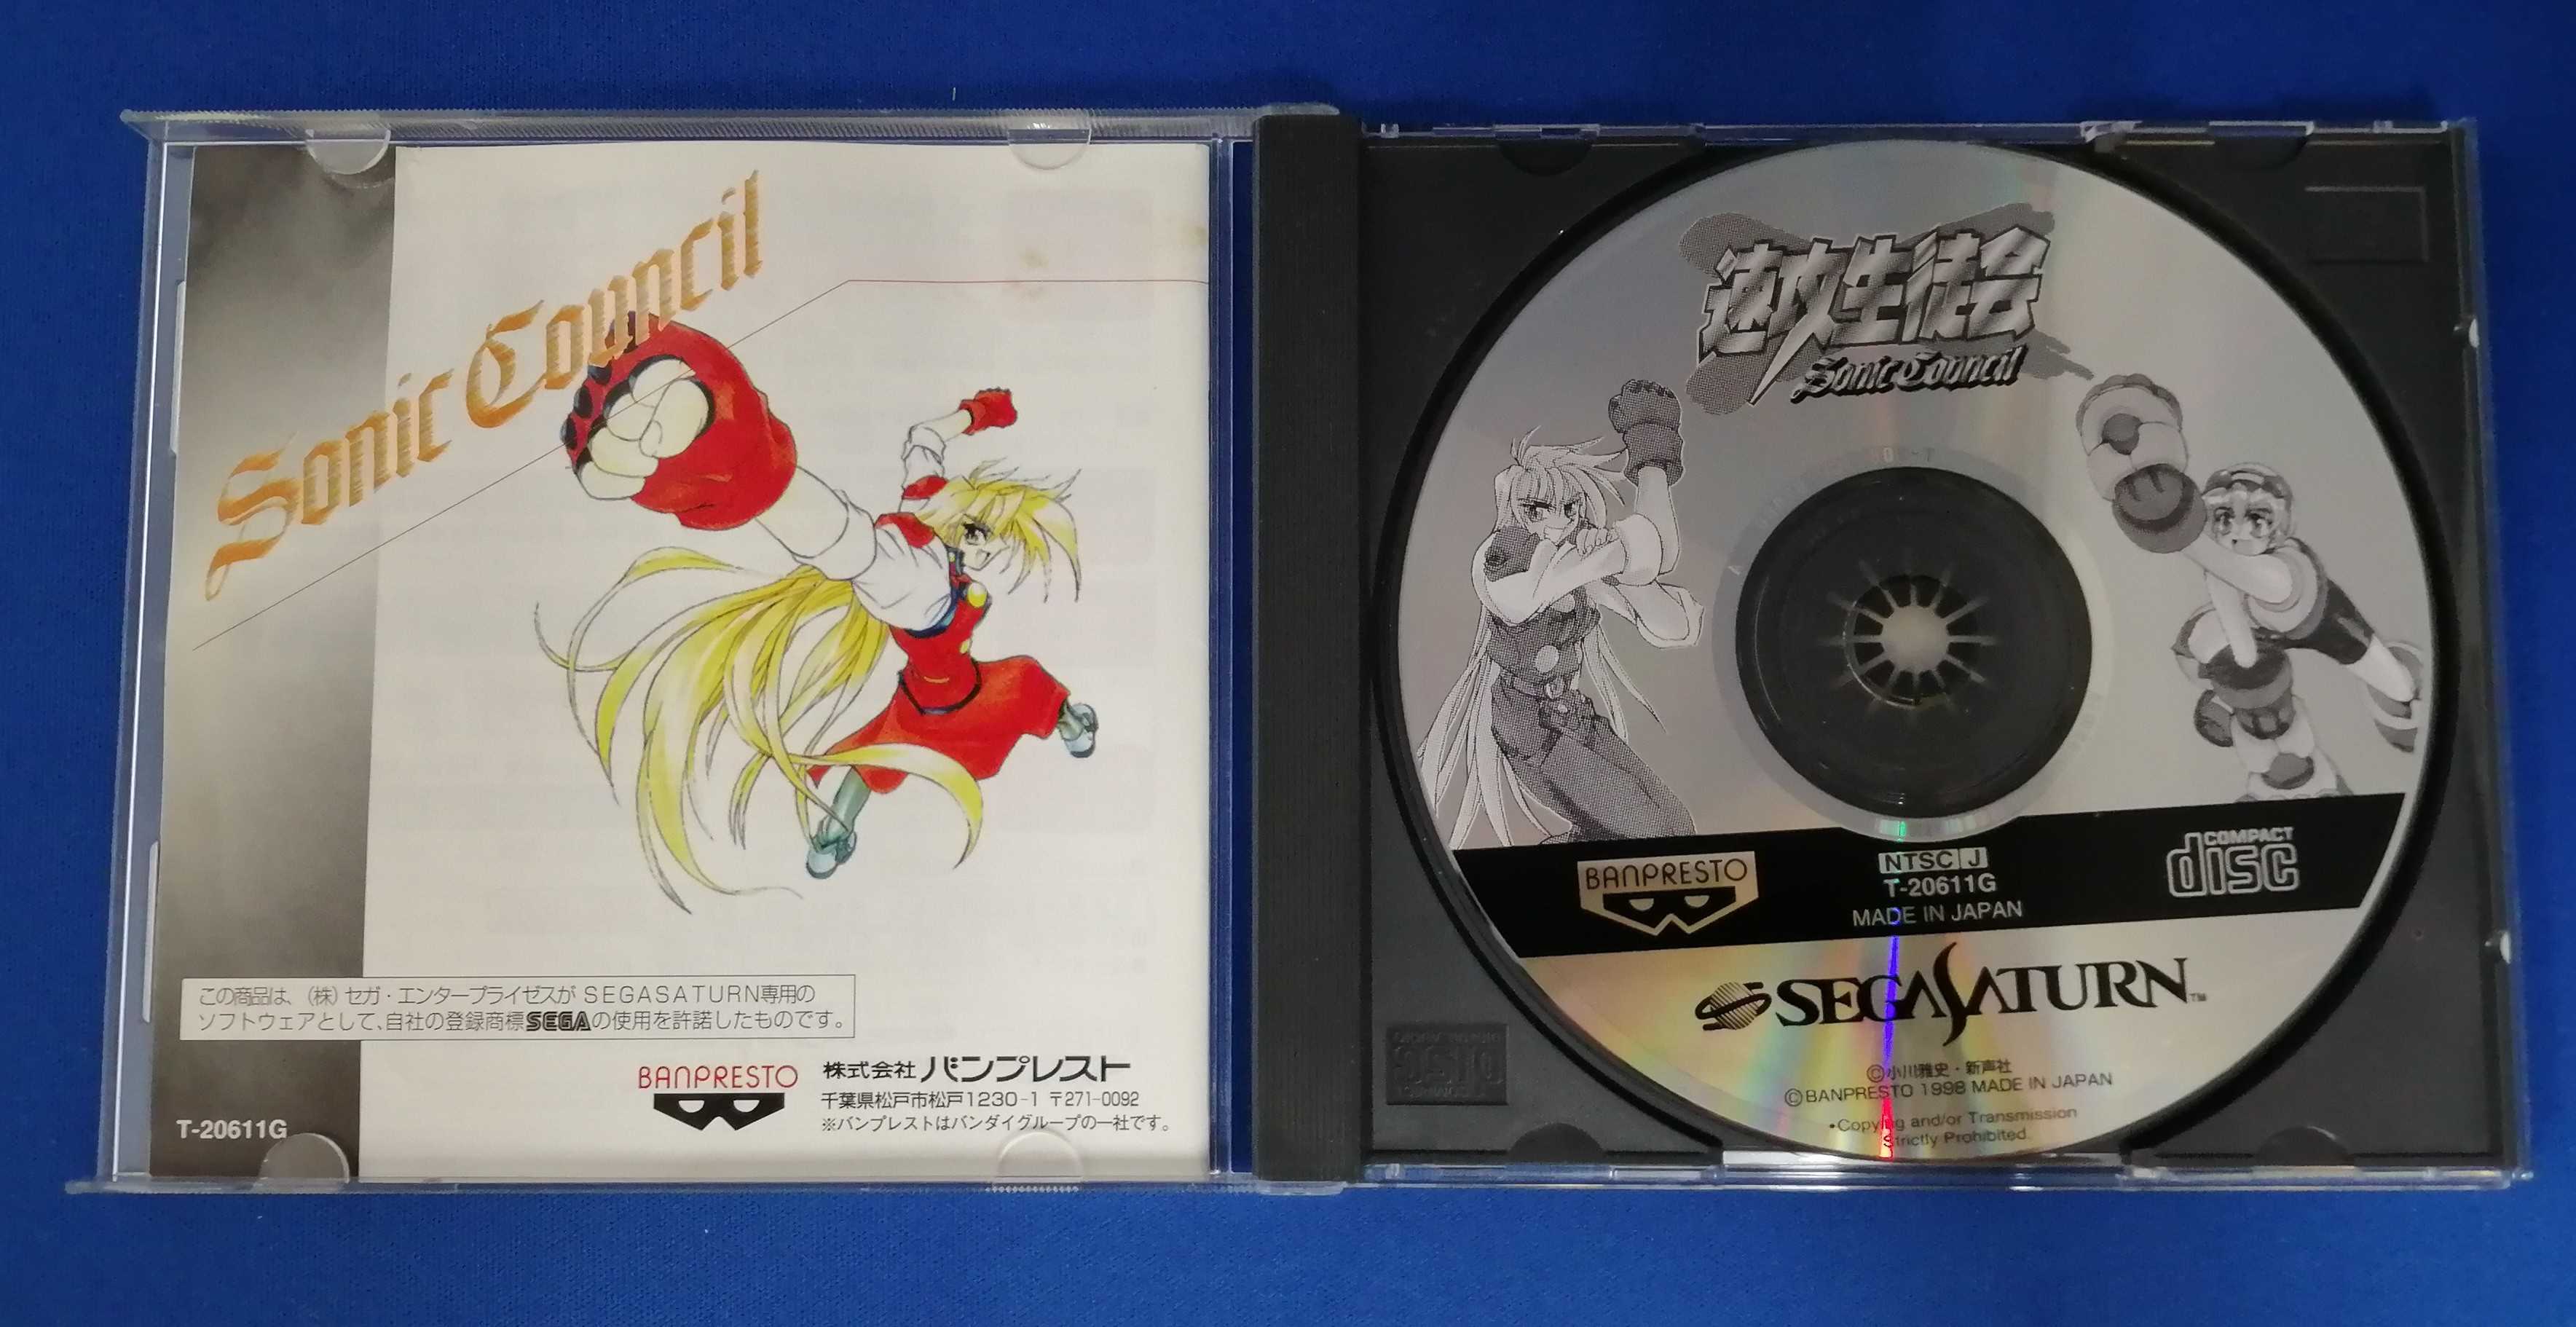 Sonic Council
この商品は、(株)セガ・エンタープライゼスがSEGASATURN専用の
ソフトウェアとして、自社の登録商標SEGAの使用を許諾したものです。
BANPRESTO
株式会社バンプレスト
千葉県松戸市松戸1230-1 〒271-0092
※バンプレストはバンダイグループの一社です。
T-20611G
速攻生徒会
Sonic Council
BANPRESTO
NTSC J
T-20611G
MADE IN JAPAN
COMPACT
disc
SEGA SATURN™
©小川雅史・新声社
©BANPRESTO 1998 MADE IN JAPAN
•Copying and/or Transmission
Strictly Prohibited.